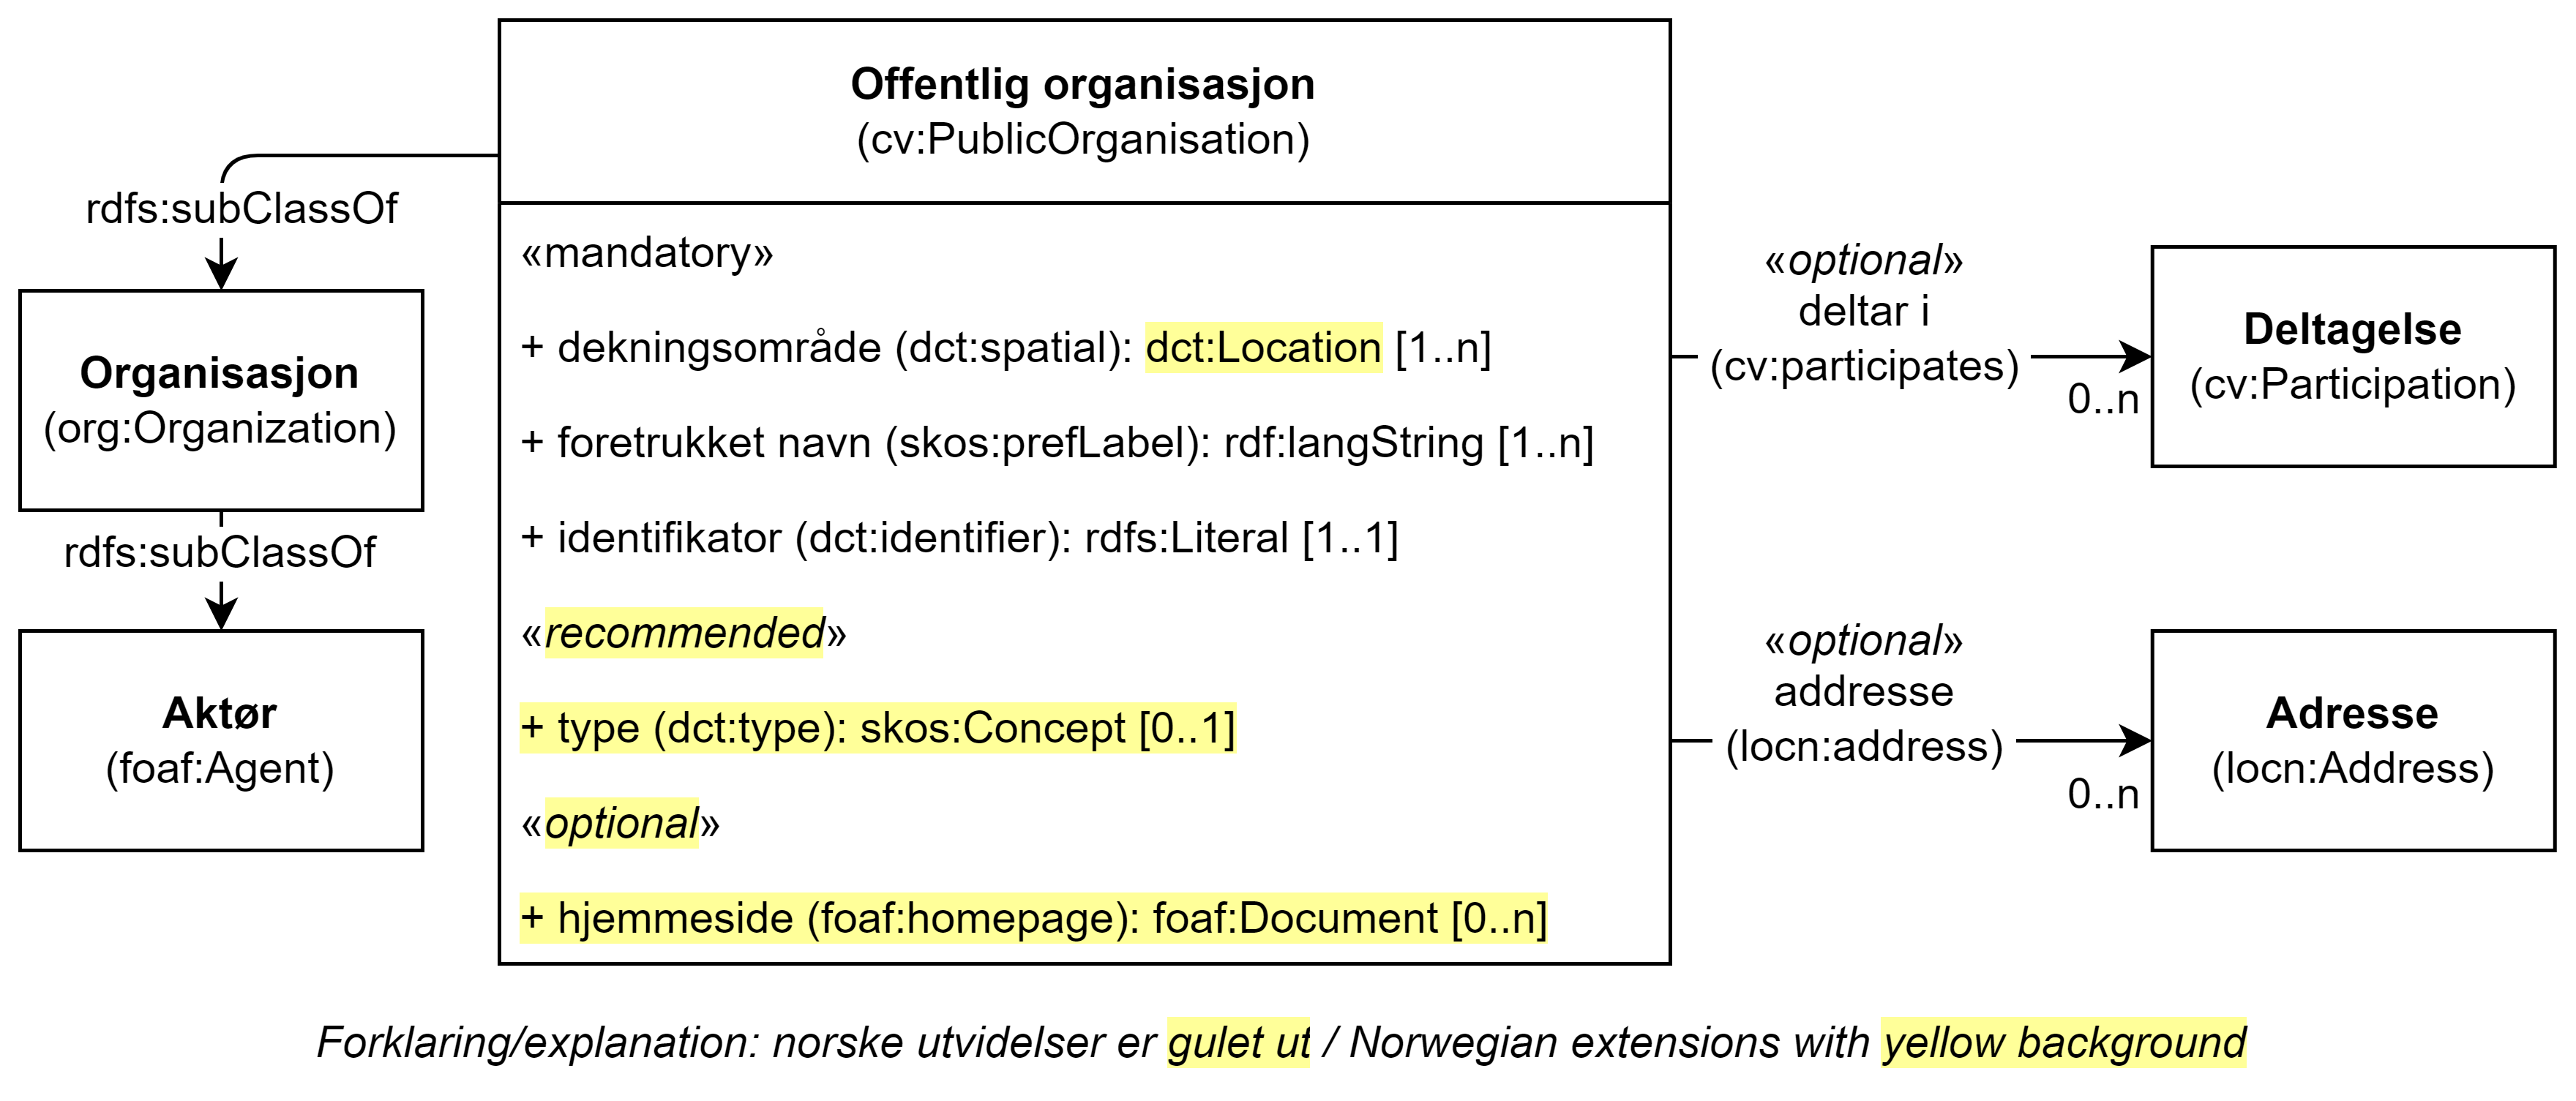 Offentlig organisasjon
(cv:PublicOrganisation)
rdfs:subClassOf
Organisasjon
(org:Organization)
rdfs:subClassOf
Aktør
(foaf:Agent)
«mandatory»
+ dekningsområde (dct:spatial): dct:Location [1..n]
+ foretrukket navn (skos:prefLabel): rdf:langString [1..n]
+ identifikator (dct:identifier): rdfs:Literal [1..1]
«recommended»
+ type (dct:type): skos:Concept [0..1]
«optional»
+ hjemmeside (foaf:homepage): foaf:Document [0..n]
«optional»
deltar i
(cv:participates)
0..n
Deltagelse
(cv:Participation)
«optional»
addresse
(locn:address)
0..n
Adresse
(locn:Address)
Forklaring/explanation: norske utvidelser er gulet ut / Norwegian extensions with yellow background